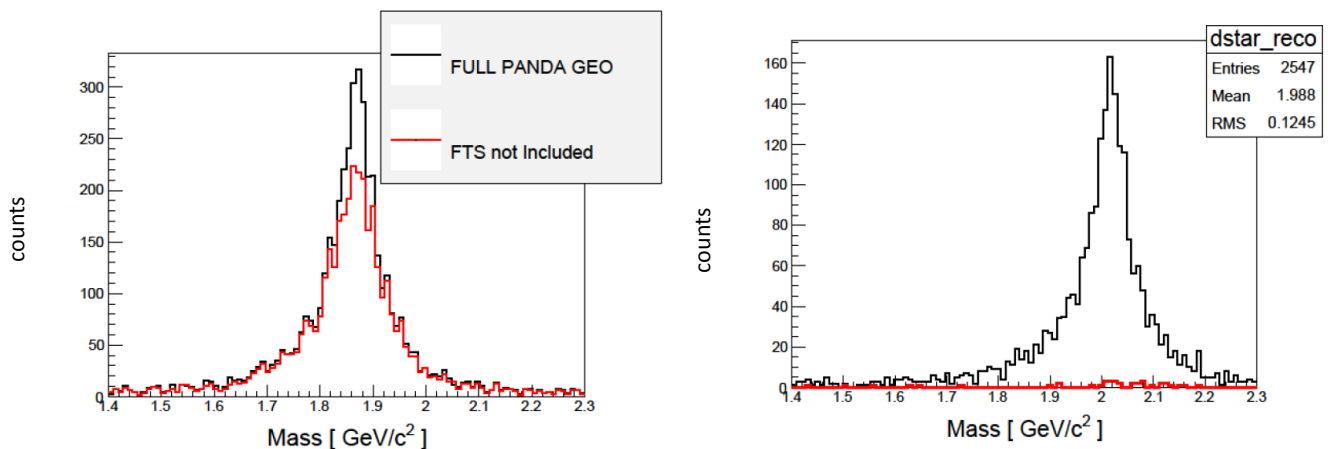 FULL PANDA GEO
FTS not Included
counts
300
250
200
150
100
50
0
1.4 1.5 1.6 1.7 1.8 1.9 2 2.1 2.2 2.3
Mass [ GeV/c² ]
dstar_reco
Entries 2547
Mean 1.988
RMS 0.1245
counts
160
140
120
100
80
60
40
20
0
1.4 1.5 1.6 1.7 1.8 1.9 2 2.1 2.2 2.3
Mass [ GeV/c² ]